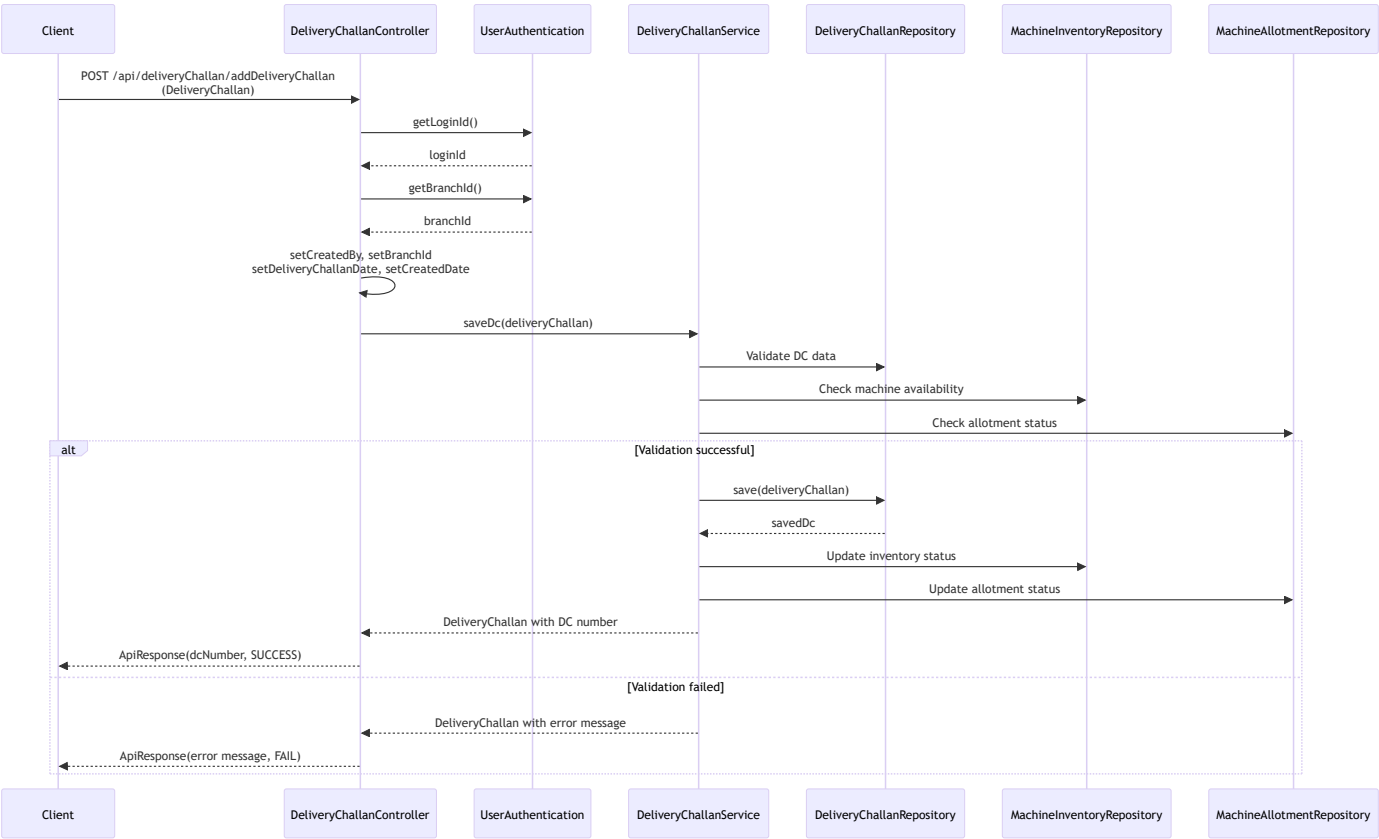 Client
DeliveryChallanController
UserAuthentication
DeliveryChallanService
DeliveryChallanRepository
MachineInventoryRepository
MachineAllotmentRepository
POST /api/deliveryChallan/addDeliveryChallan
(DeliveryChallan)
getLoginId()
loginId
getBranchId()
branchId
setCreatedBy, setBranchId
setDeliveryChallanDate, setCreatedDate
saveDc(deliveryChallan)
Validate DC data
Check machine availability
Check allotment status
alt
[Validation successful]
save(deliveryChallan)
savedDc
Update inventory status
Update allotment status
DeliveryChallan with DC number
ApiResponse(dcNumber, SUCCESS)
[Validation failed]
DeliveryChallan with error message
ApiResponse(error message, FAIL)
Client
DeliveryChallanController
UserAuthentication
DeliveryChallanService
DeliveryChallanRepository
MachineInventoryRepository
MachineAllotmentRepository